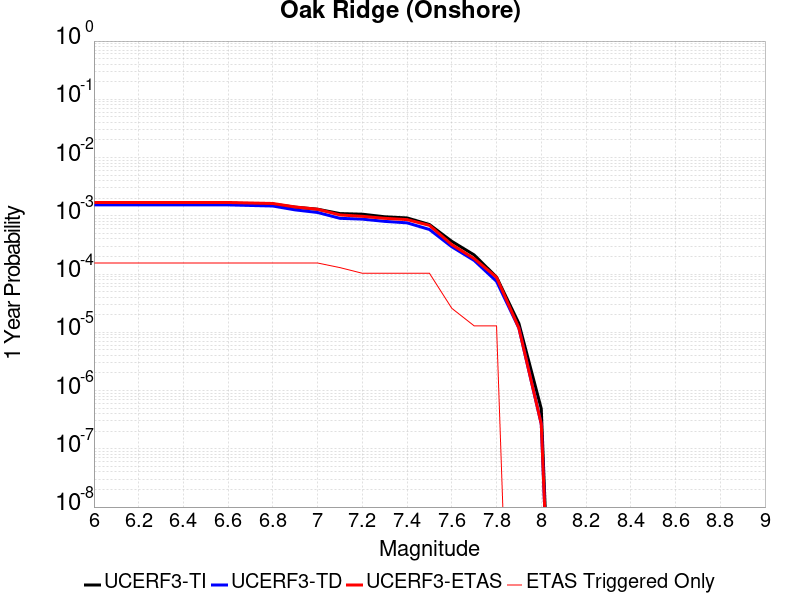 Oak Ridge (Onshore)
10^0
10^-1
10^-2
10^-3
10^-4
10^-5
10^-6
10^-7
10^-8
1 Year Probability
6 6.2 6.4 6.6 6.8 7 7.2 7.4 7.6 7.8 8 8.2 8.4 8.6 8.8 9
Magnitude
UCERF3-TI UCERF3-TD UCERF3-ETAS ETAS Triggered Only